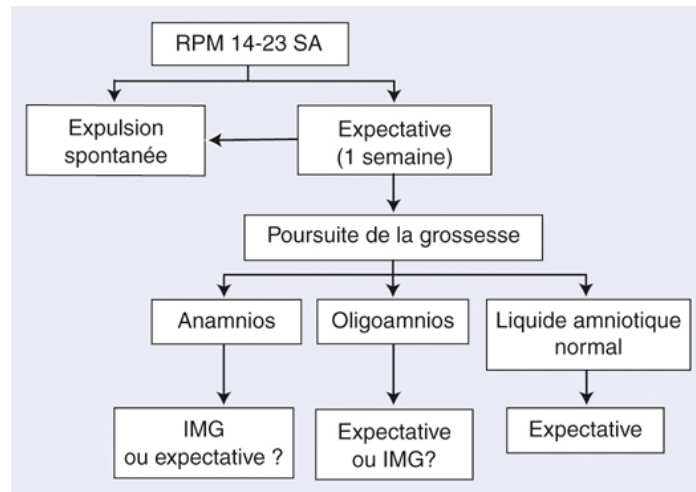 RPM 14-23 SA
Expulsion
spontanée
Expectative
(1 semaine)
Poursuite de la grossesse
Anamnios
Oligoamnios
Liquide amniotique
normal
IMG
ou expectative ?
Expectative
ou IMG?
Expectative